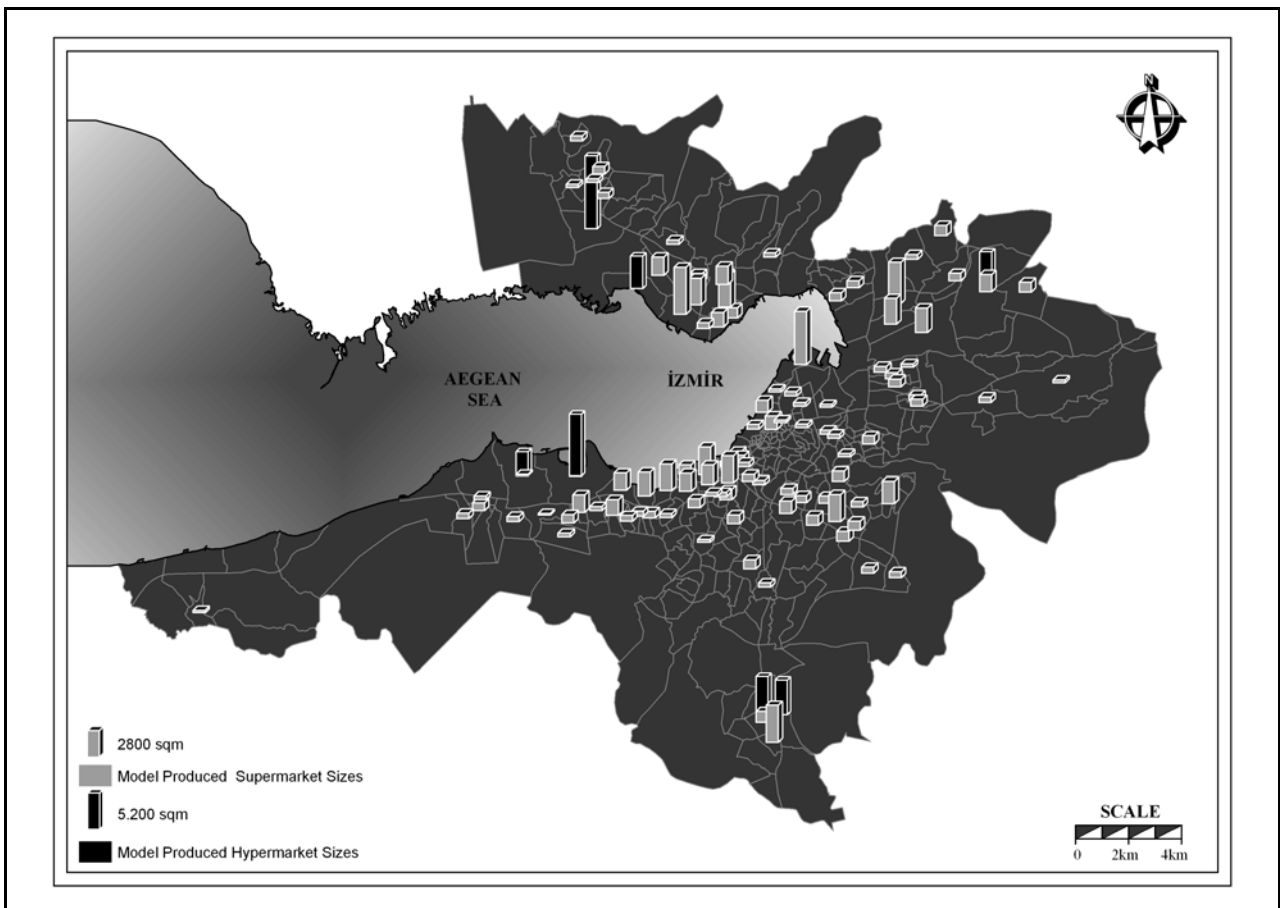 N
AEGEAN
SEA
İZMİR
2800 sqm
Model Produced Supermarket Sizes
5.200 sqm
Model Produced Hypermarket Sizes
SCALE
0 2km 4km